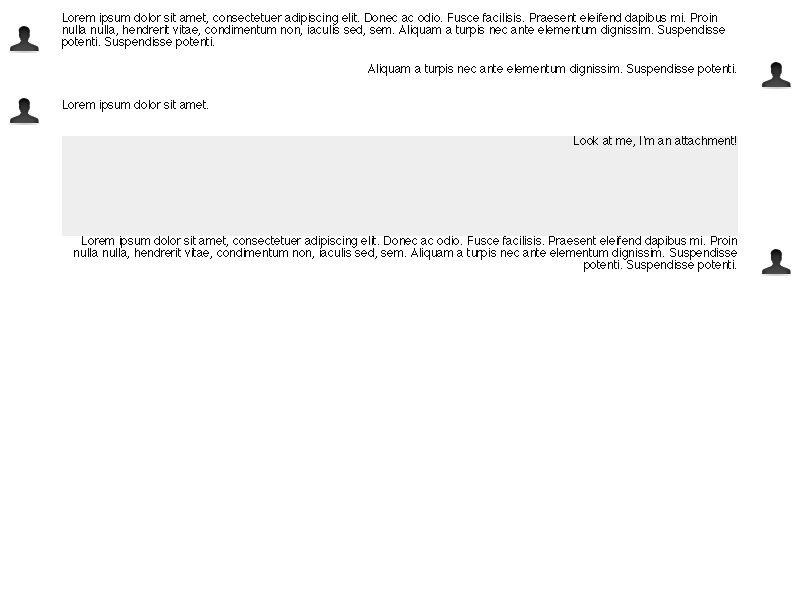 Lorem ipsum dolor sit amet, consectetuer adipiscing elit. Donec ac odio. Fusce facilisis. Praesent eleifend dapibus mi. Proin
nulla nulla, hendrerit vitae, condimentum non, iaculis sed, sem. Aliquam a turpis nec ante elementum dignissim. Suspendisse
potenti. Suspendisse potenti.
Aliquam a turpis nec ante elementum dignissim. Suspendisse potenti.
Lorem ipsum dolor sit amet.
Look at me, I'm an attachment!
Lorem ipsum dolor sit amet, consectetuer adipiscing elit. Donec ac odio. Fusce facilisis. Praesent eleifend dapibus mi. Proin
nulla nulla, hendrerit vitae, condimentum non, iaculis sed, sem. Aliquam a turpis nec ante elementum dignissim. Suspendisse
potenti. Suspendisse potenti.